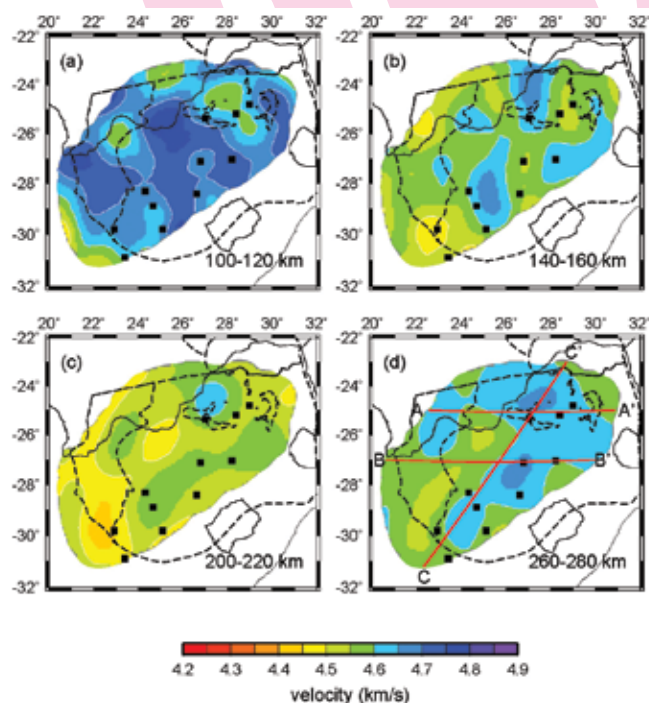 20° 22° 24° 26° 28° 30° 32°
20° 22° 24° 26° 28° 30° 32°
-22°
-24°
-26°
-28°
-30°
-32°
(a)
100-120 km
-22°
-24°
-26°
-28°
-30°
-32°
(b)
140-160 km
20° 22° 24° 26° 28° 30° 32°
20° 22° 24° 26° 28° 30° 32°
-22°
-24°
-26°
-28°
-30°
-32°
(c)
200-220 km
-22°
-24°
-26°
-28°
-30°
-32°
(d)
C'
A A'
B B'
C
260-280 km
4.2 4.3 4.4 4.5 4.6 4.7 4.8 4.9
velocity (km/s)